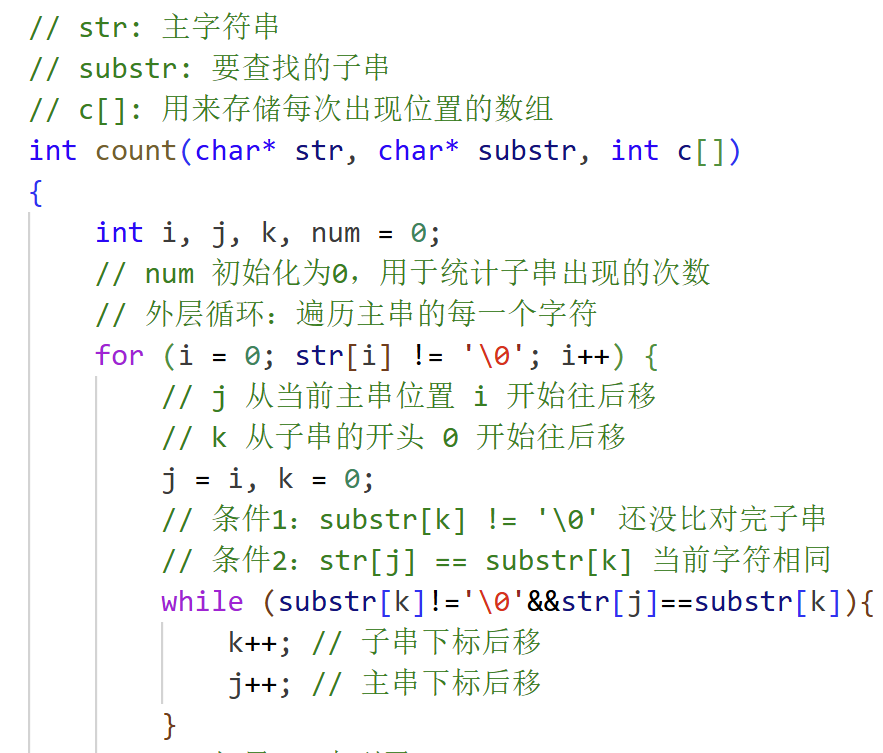 // str: 主字符串
// substr: 要查找的子串
// c[]: 用来存储每次出现位置的数组
int count(char* str, char* substr, int c[])
{
int i, j, k, num = 0;
// num 初始化为0，用于统计子串出现的次数
// 外层循环：遍历主串的每一个字符
for (i = 0; str[i] != '\0'; i++) {
// j 从当前主串位置 i 开始往后移
// k 从子串的开头 0 开始往后移
j = i, k = 0;
// 条件1：substr[k] != '\0' 还没比对完子串
// 条件2：str[j] == substr[k] 当前字符相同
while (substr[k]!='\0'&&str[j]==substr[k]){
k++; // 子串下标后移
j++; // 主串下标后移
}